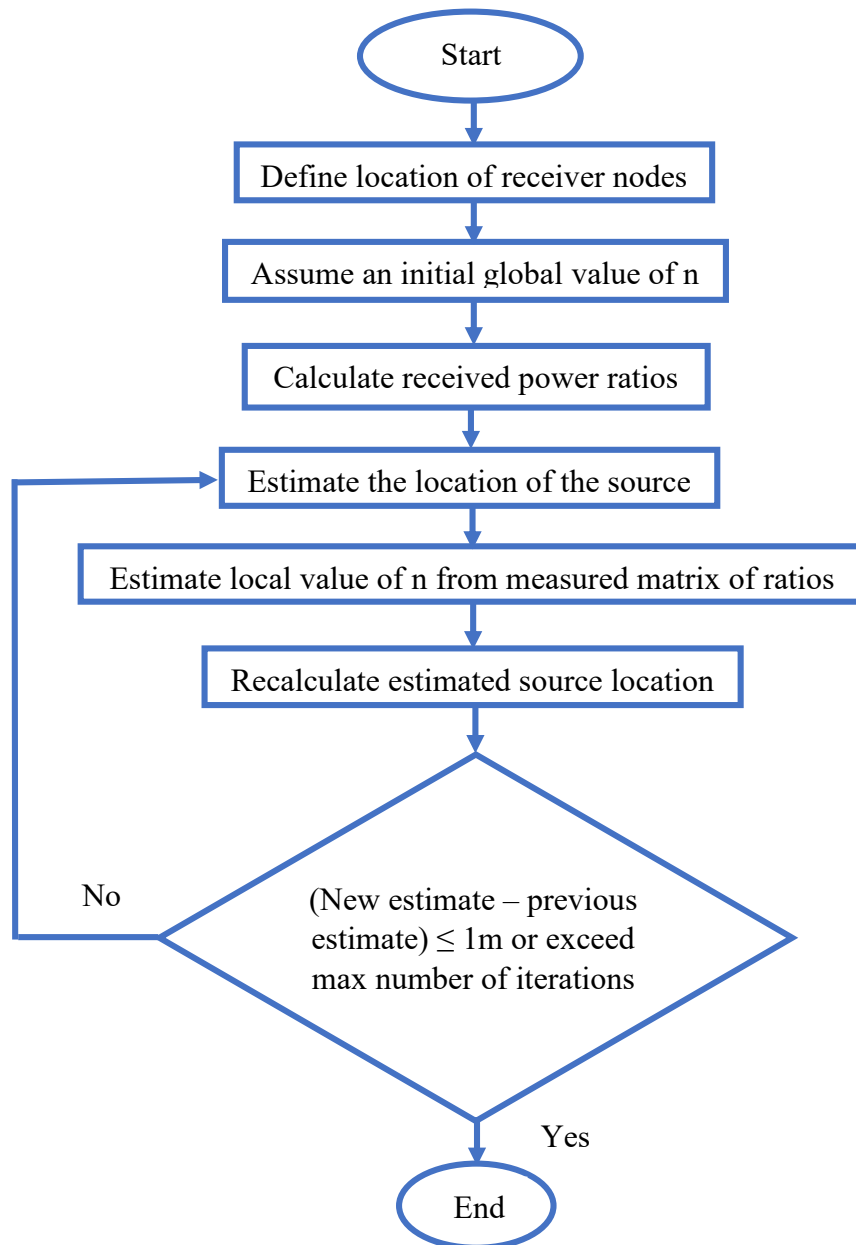 Start
Define location of receiver nodes
Assume an initial global value of n
Calculate received power ratios
Estimate the location of the source
Estimate local value of n from measured matrix of ratios
Recalculate estimated source location
No
(New estimate – previous
estimate) ≤ 1m or exceed
max number of iterations
Yes
End